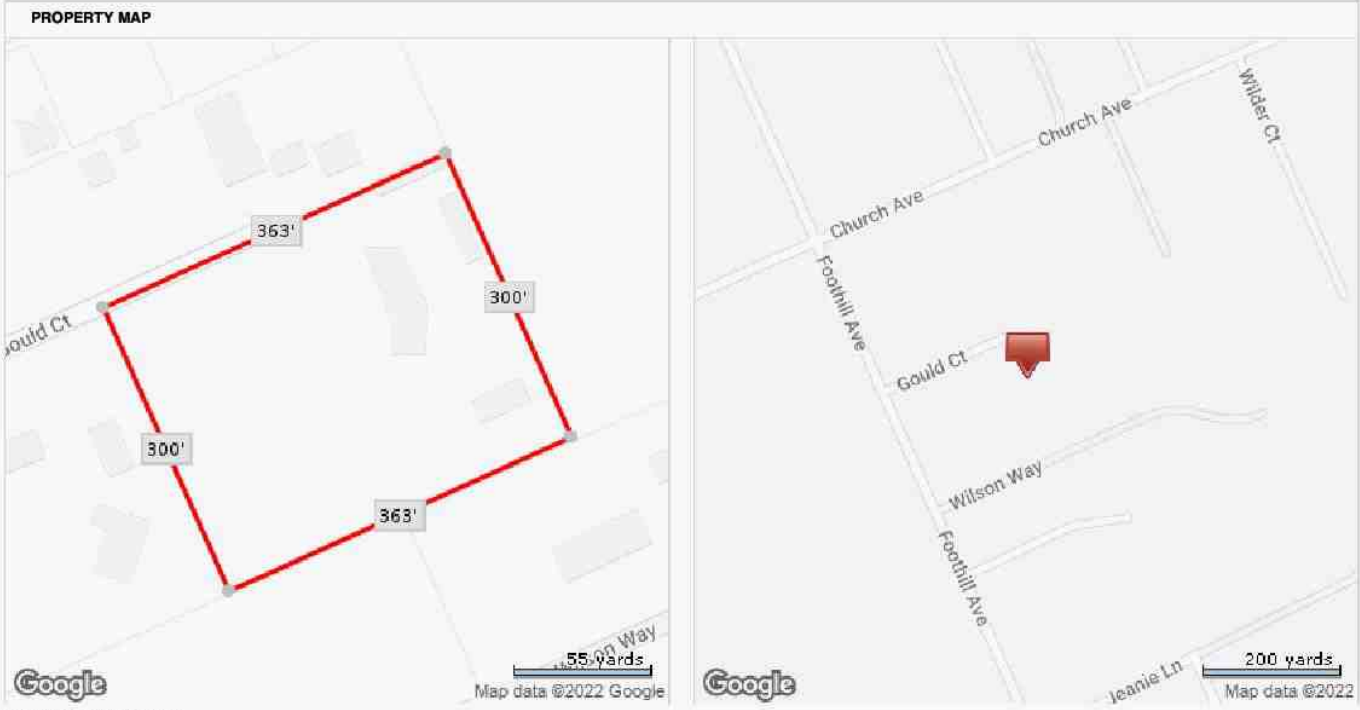 PROPERTY MAP
363'
300'
300'
363'
ould Ct
Way
55 yards
Google
Map data ©2022 Google
Church Ave
Church Ave
Wilder Ct
Foothill Ave
Gould Ct
Wilson Way
Foothill Ave
Jeanie Ln
200 yards
Google
Map data ©2022